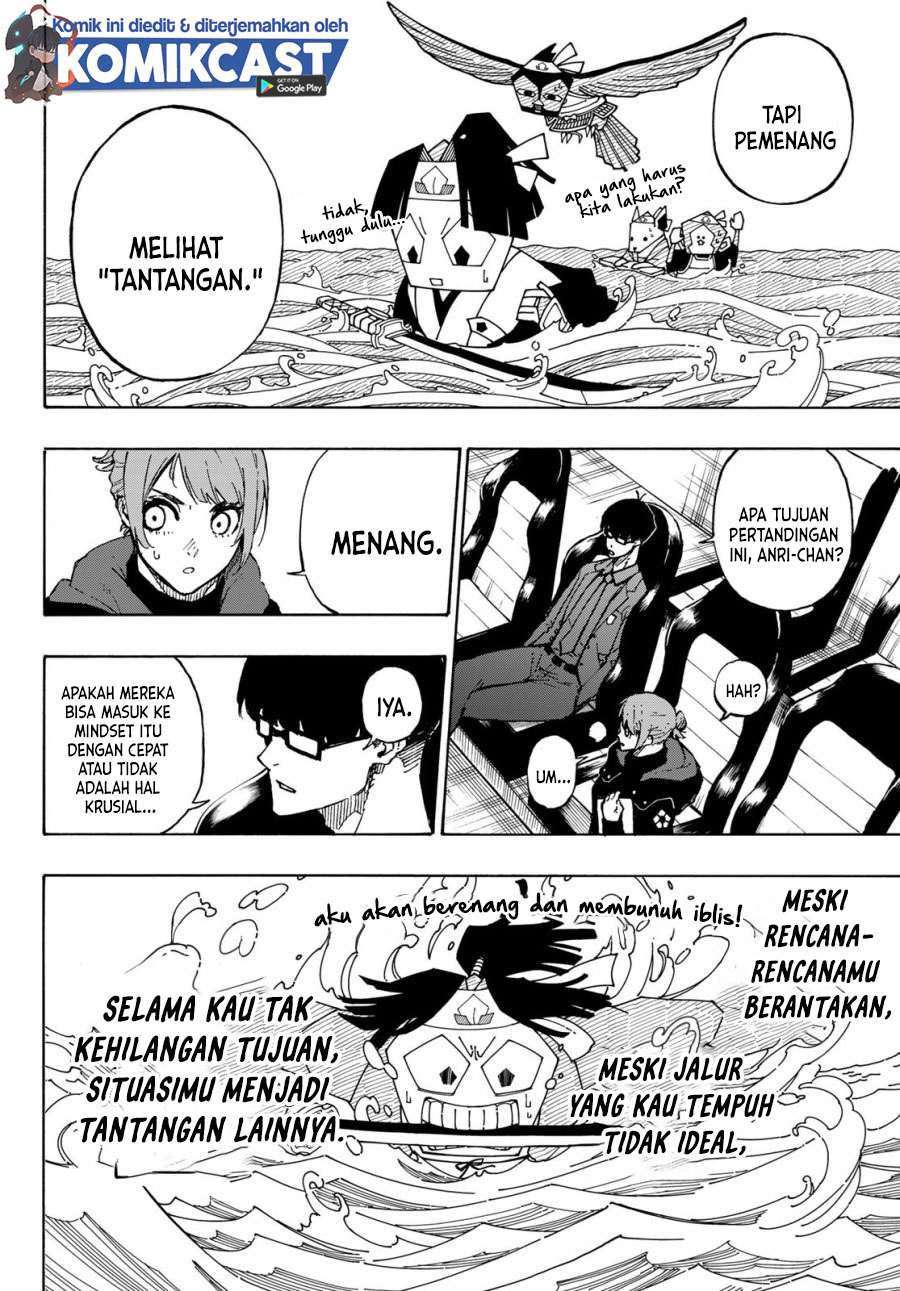 Komik ini diedit & diterjemahkan oleh
KOMIKCAST
GET IT ON
Google Play
TAPI
PEMENANG
apa yang harus
kita lakukan?
tidak,
tunggu dulu...
MELIHAT
"TANTANGAN."
APA TUJUAN
PERTANDINGAN
INI, ANRI-CHAN?
HAH?
UM...
MENANG.
IYA.
APAKAH MEREKA
BISA MASUK KE
MINDSET ITU
DENGAN CEPAT
ATAU TIDAK
ADALAH HAL
KRUSIAL...
MESKI
RENCANA-
RENCANAMU
BERANTAKAN,
aku akan berenang dan membunuh iblis!
MESKI JALUR
YANG KAU TEMPUH
TIDAK IDEAL,
SELAMA KAU TAK
KEHILANGAN TUJUAN,
SITUASIMU MENJADI
TANTANGAN LAINNYA.